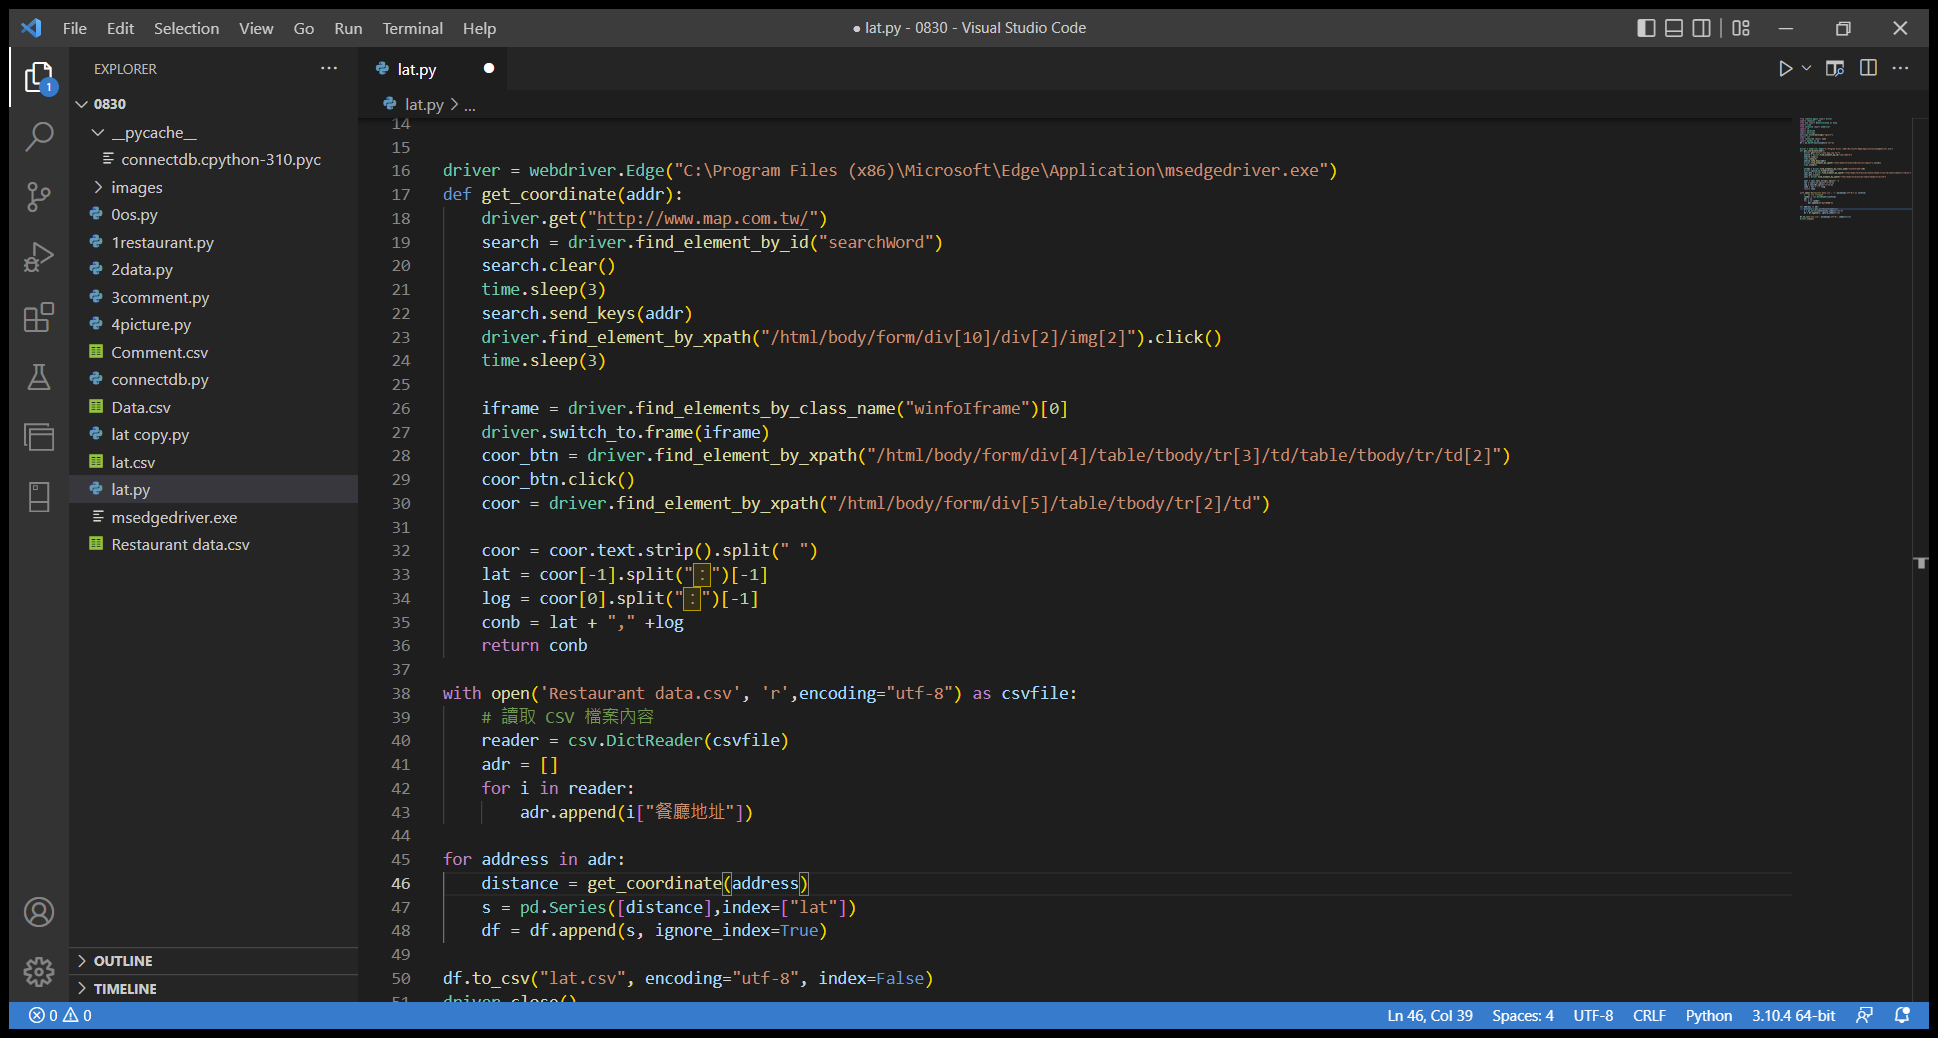 File Edit Selection View Go Run Terminal Help
● lat.py - 0830 - Visual Studio Code
EXPLORER
1
0830
__pycache__
connectdb.cpython-310.pyc
images
0os.py
1restaurant.py
2data.py
3comment.py
4picture.py
Comment.csv
connectdb.py
Data.csv
lat copy.py
lat.csv
lat.py
msedgedriver.exe
Restaurant data.csv
OUTLINE
TIMELINE
lat.py
lat.py > ...
14
15
16 driver = webdriver.Edge("C:\Program Files (x86)\Microsoft\Edge\Application\msedgedriver.exe")
17 def get_coordinate(addr):
18 driver.get("http://www.map.com.tw/")
19 search = driver.find_element_by_id("searchWord")
20 search.clear()
21 time.sleep(3)
22 search.send_keys(addr)
23 driver.find_element_by_xpath("/html/body/form/div[10]/div[2]/img[2]").click()
24 time.sleep(3)
25
26 iframe = driver.find_elements_by_class_name("winfoIframe")[0]
27 driver.switch_to.frame(iframe)
28 coor_btn = driver.find_element_by_xpath("/html/body/form/div[4]/table/tbody/tr[3]/td/table/tbody/tr/td[2]")
29 coor_btn.click()
30 coor = driver.find_element_by_xpath("/html/body/form/div[5]/table/tbody/tr[2]/td")
31
32 coor = coor.text.strip().split(" ")
33 lat = coor[-1].split("：")[-1]
34 log = coor[0].split("：")[-1]
35 conb = lat + "," +log
36 return conb
37
38 with open('Restaurant data.csv', 'r',encoding="utf-8") as csvfile:
39 # 讀取 CSV 檔案內容
40 reader = csv.DictReader(csvfile)
41 adr = []
42 for i in reader:
43 adr.append(i["餐廳地址"])
44
45 for address in adr:
46 distance = get_coordinate(address)
47 s = pd.Series([distance],index=["lat"])
48 df = df.append(s, ignore_index=True)
49
50 df.to_csv("lat.csv", encoding="utf-8", index=False)
51 driver.close()
0 0
Ln 46, Col 39 Spaces: 4 UTF-8 CRLF Python 3.10.4 64-bit